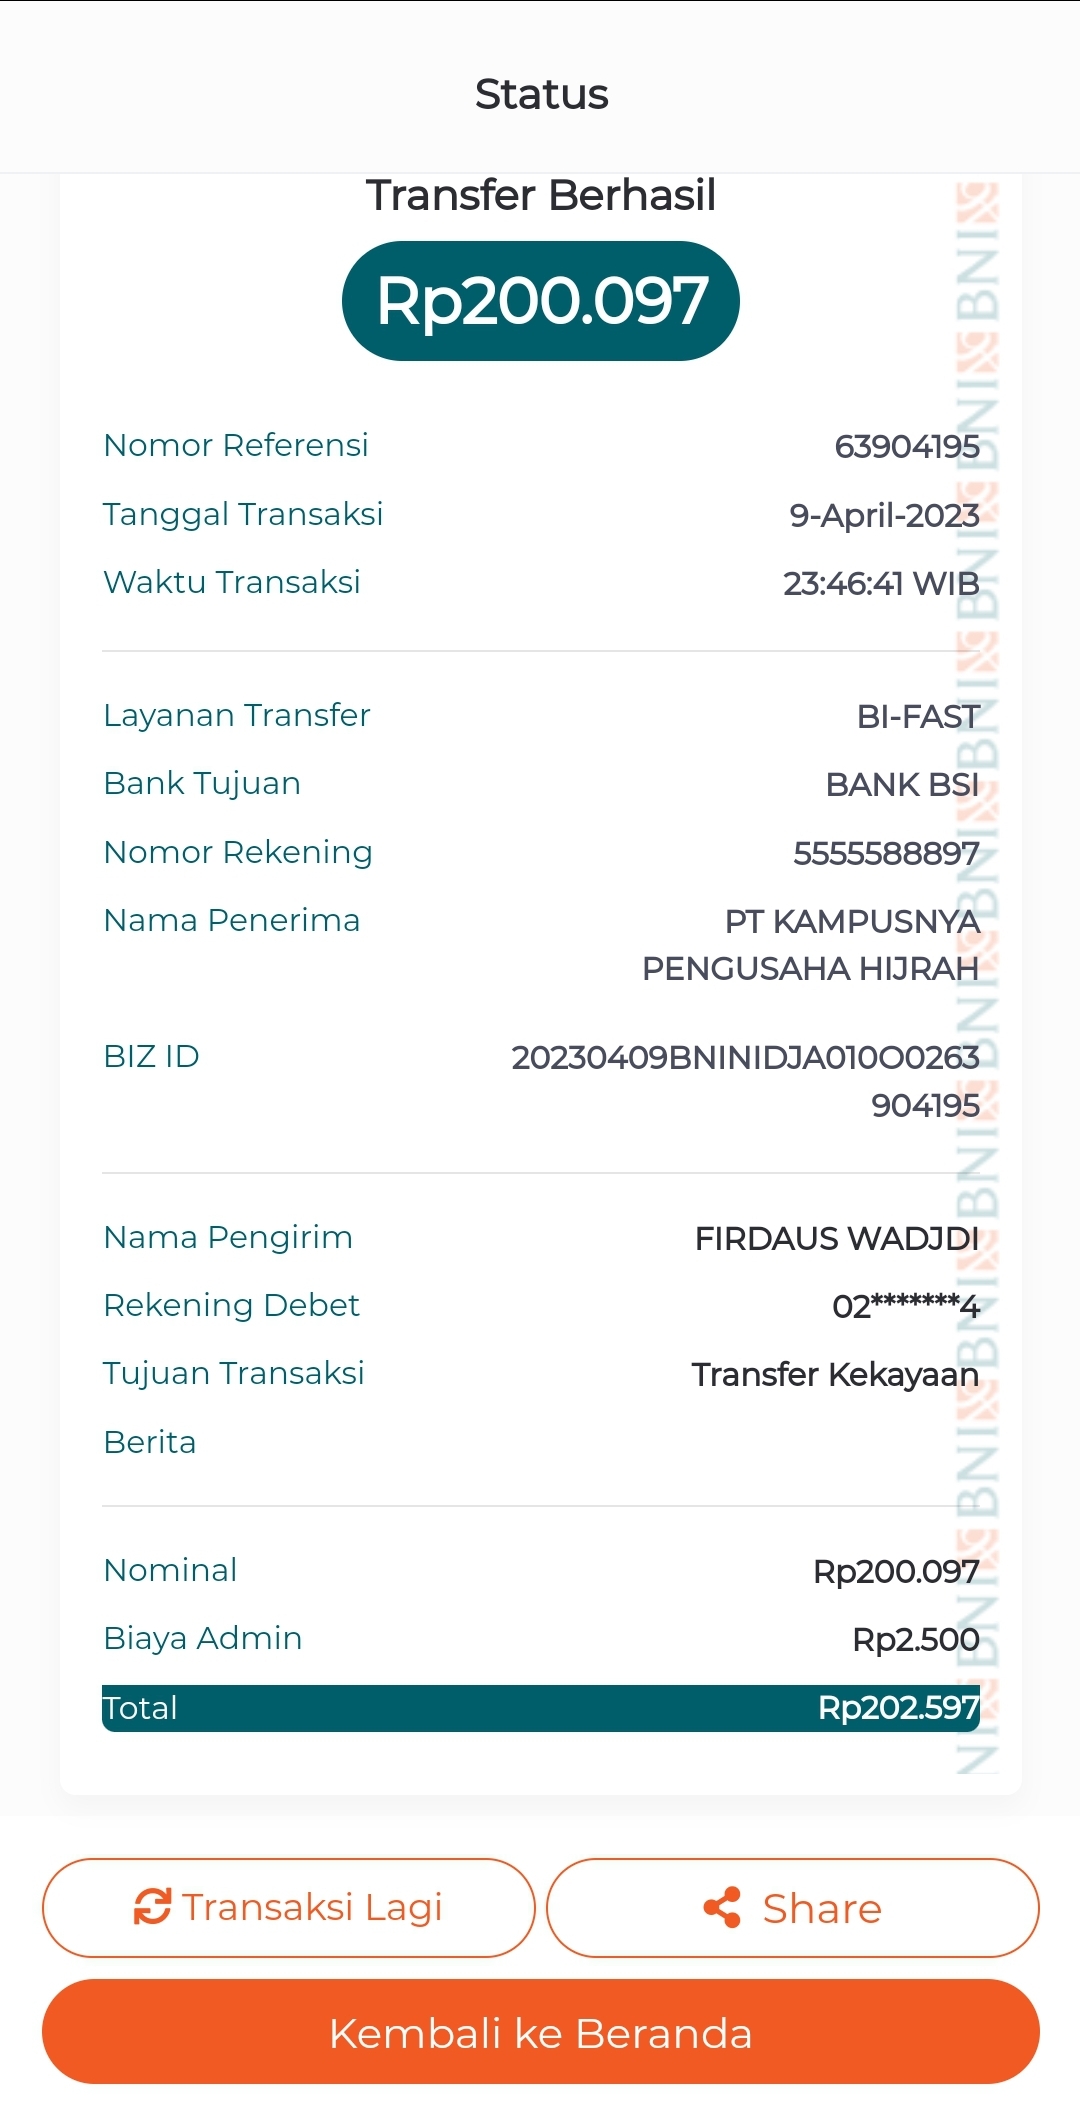 Status
Transfer Berhasil
Rp200.097
Nomor Referensi 63904195
Tanggal Transaksi 9-April-2023
Waktu Transaksi 23:46:41 WIB
Layanan Transfer BI-FAST
Bank Tujuan BANK BSI
Nomor Rekening 5555588897
Nama Penerima PT KAMPUSNYA
PENGUSAHA HIJRAH
BIZ ID 20230409BNINIDJA010O0263
904195
Nama Pengirim FIRDAUS WADJDI
Rekening Debet 02*******4
Tujuan Transaksi Transfer Kekayaan
Berita
Nominal Rp200.097
Biaya Admin Rp2.500
Total Rp202.597
Transaksi Lagi
Share
Kembali ke Beranda
BNI BNI BNI BNI BNI BNI BNI BNI BNI BNI